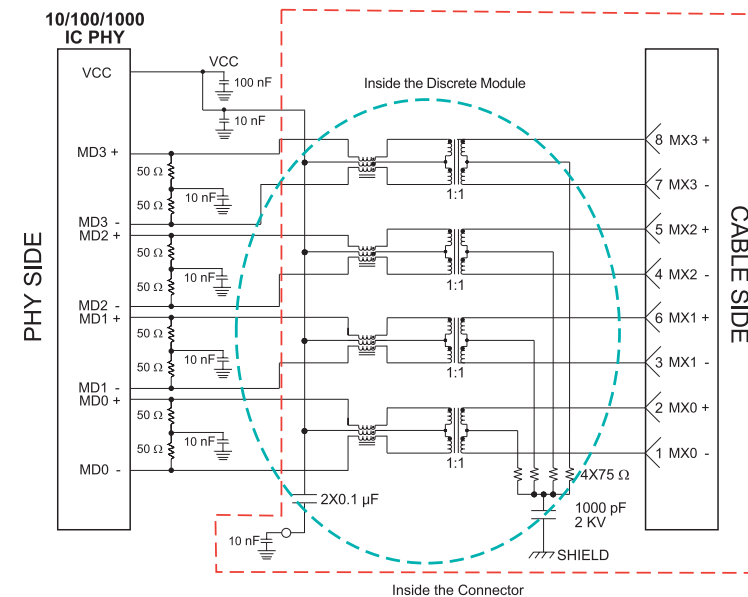 10/100/1000
IC PHY
VCC
VCC
100 nF
10 nF
Inside the Discrete Module
MD3 +
50 Ω
50 Ω
10 nF
MD3 -
MD2 +
50 Ω
50 Ω
10 nF
MD2 -
MD1 +
50 Ω
50 Ω
10 nF
MD1 -
MD0 +
50 Ω
50 Ω
10 nF
MD0 -
PHY SIDE
1:1
1:1
1:1
1:1
8 MX3 +
7 MX3 -
5 MX2 +
4 MX2 -
6 MX1 +
3 MX1 -
2 MX0 +
1 MX0 -
CABLE SIDE
4X75 Ω
2X0.1 µF
1000 pF
2 KV
10 nF
SHIELD
Inside the Connector